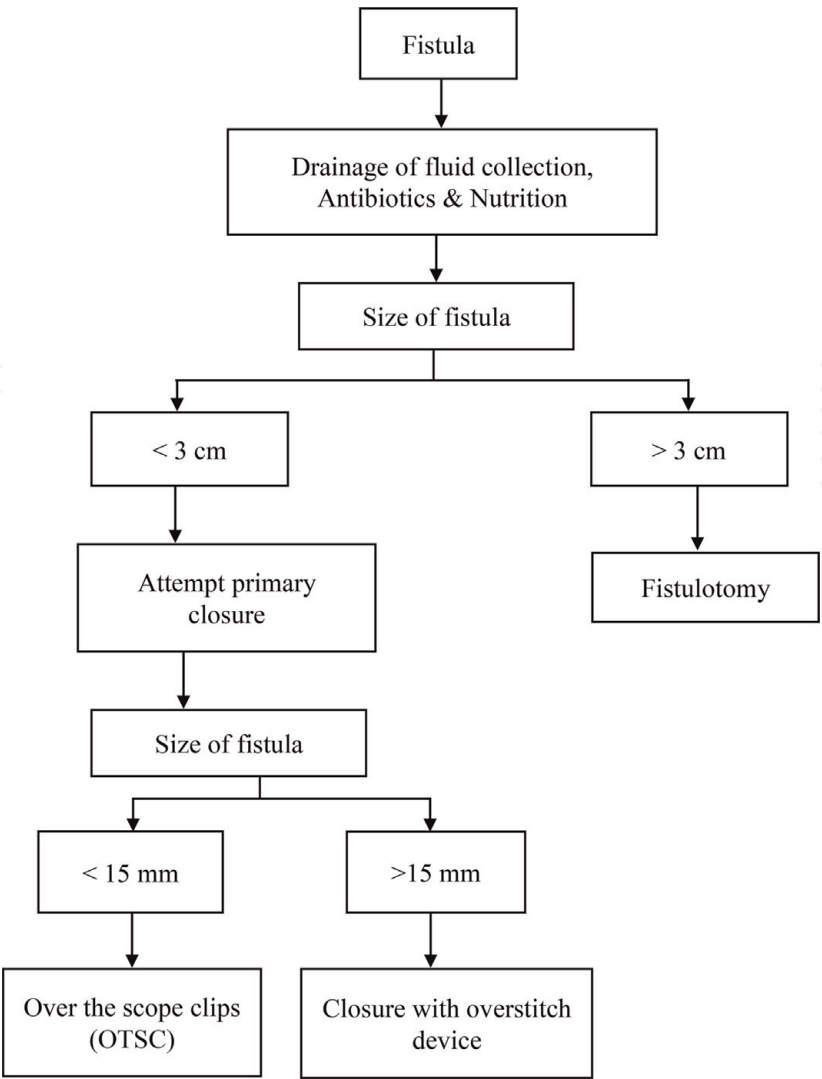 Fistula
Drainage of fluid collection,
Antibiotics & Nutrition
Size of fistula
< 3 cm
> 3 cm
Attempt primary
closure
Fistulotomy
Size of fistula
< 15 mm
>15 mm
Over the scope clips
(OTSC)
Closure with overstitch
device